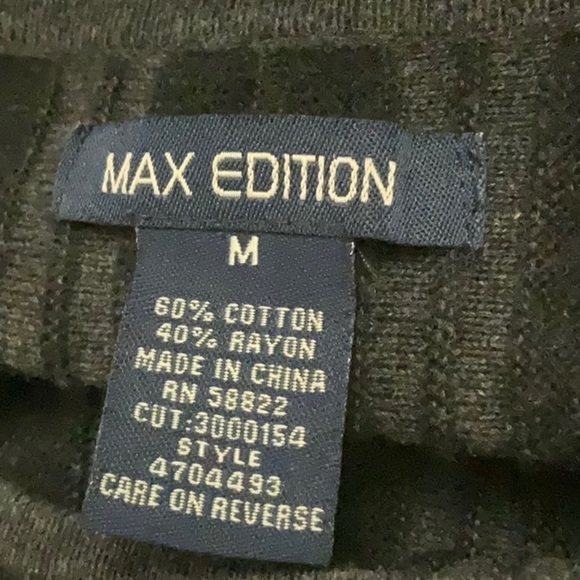 MAX EDITION
M
60% COTTON
40% RAYON
MADE IN CHINA
RN 58822
CUT:3000154
STYLE
4704493
CARE ON REVERSE